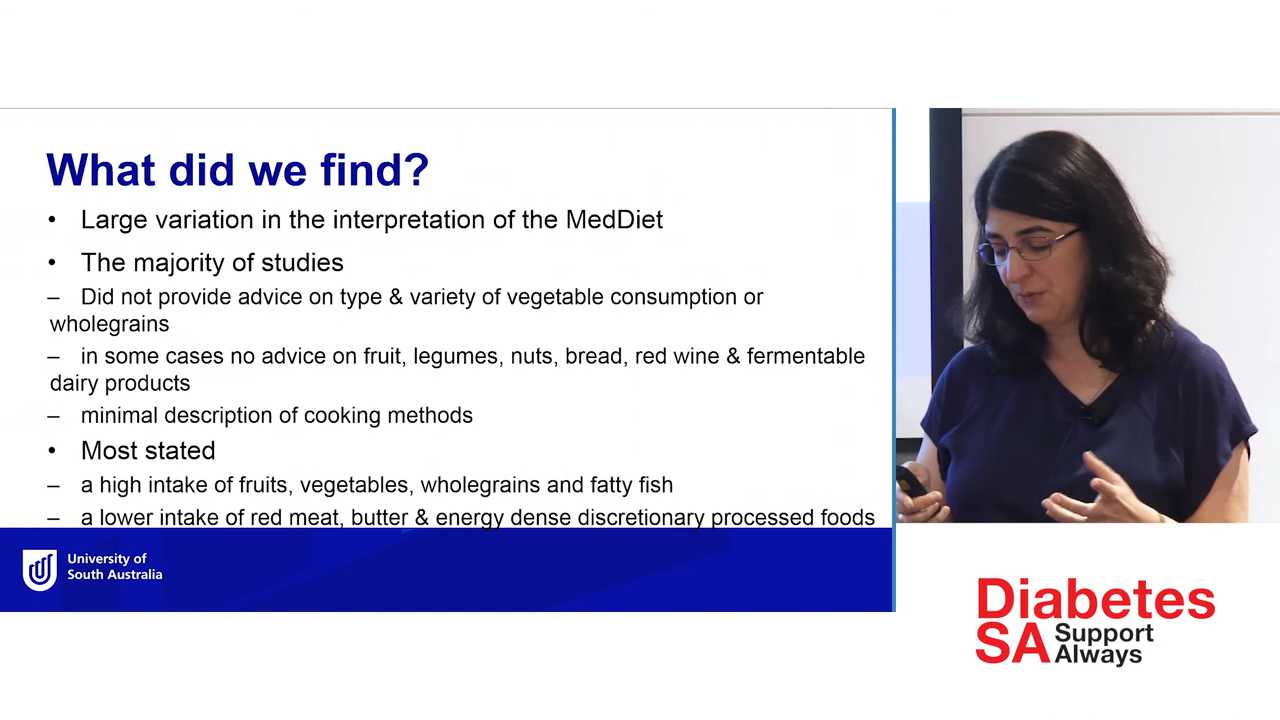 What did we find?
• Large variation in the interpretation of the MedDiet
• The majority of studies
– Did not provide advice on type & variety of vegetable consumption or
wholegrains
– in some cases no advice on fruit, legumes, nuts, bread, red wine & fermentable
dairy products
– minimal description of cooking methods
• Most stated
– a high intake of fruits, vegetables, wholegrains and fatty fish
– a lower intake of red meat, butter & energy dense discretionary processed foods
University of
South Australia
Diabetes
SA Support
Always